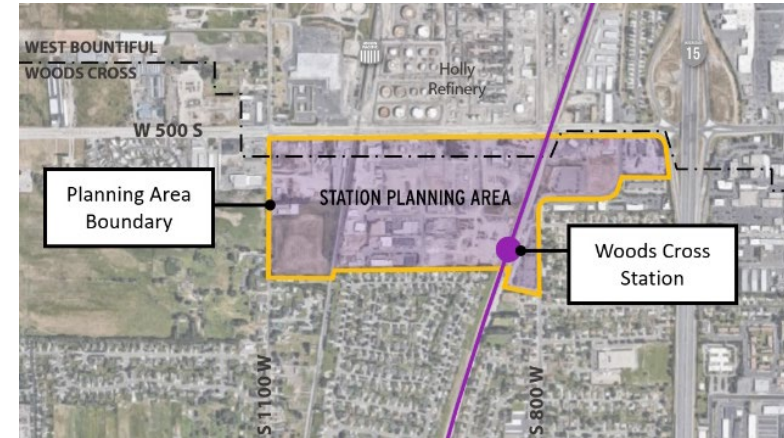 WEST BOUNTIFUL
WOODS CROSS
Holly
Refinery
15
W 500 S
Planning Area
Boundary
STATION PLANNING AREA
Woods Cross
Station
S 1100 W
S 800 W